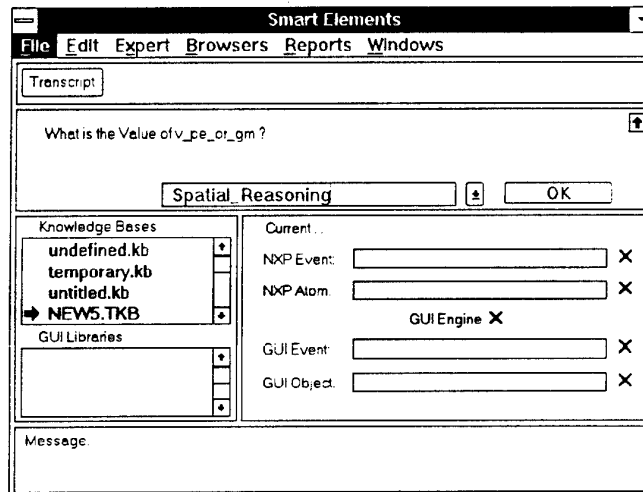 Smart Elements
File Edit Expert Browsers Reports Windows
Transcript
What is the Value of v_pe_or_gm ?
Spatial_Reasoning
OK
Knowledge Bases
undefined.kb
temporary.kb
untitled.kb
NEW5.TKB
GUI Libraries
Current . .
NXP Event:
NXP Atom:
GUI Engine
GUI Event:
GUI Object:
Message: